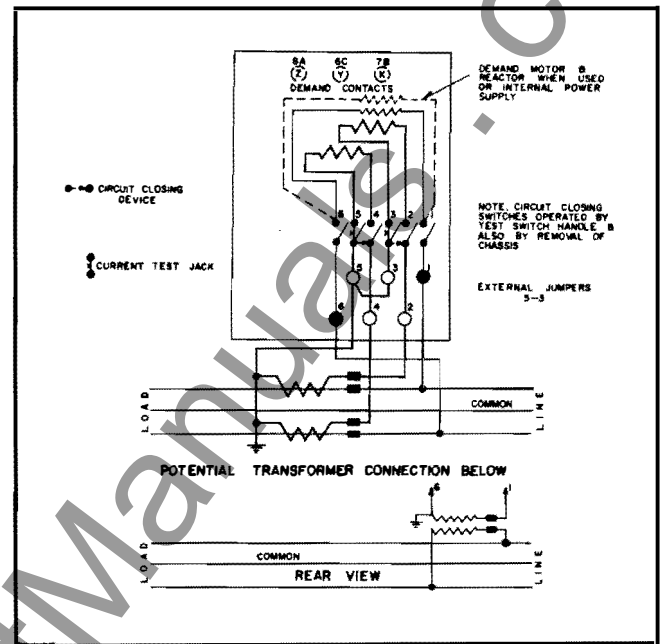 8A 6C 7B
(Z) (Y) (K)
DEMAND CONTACTS
DEMAND MOTOR &
REACTOR WHEN USED
OR INTERNAL POWER
SUPPLY
CIRCUIT CLOSING
DEVICE
6 5 4 3 2 1
NOTE, CIRCUIT CLOSING
SWITCHES OPERATED BY
TEST SWITCH HANDLE &
ALSO BY REMOVAL OF
CHASSIS
CURRENT TEST JACK
5 3 1
EXTERNAL JUMPERS
5-3
6 4 2
LOAD
COMMON
LINE
POTENTIAL TRANSFORMER CONNECTION BELOW
6 1
LOAD
COMMON
LINE
REAR VIEW